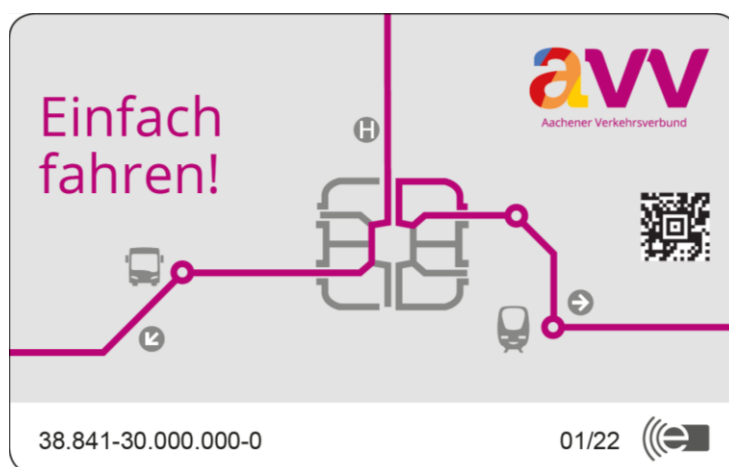 Einfach
fahren!
avv
Aachener Verkehrsverbund
H
38.841-30.000.000-0
01/22
e